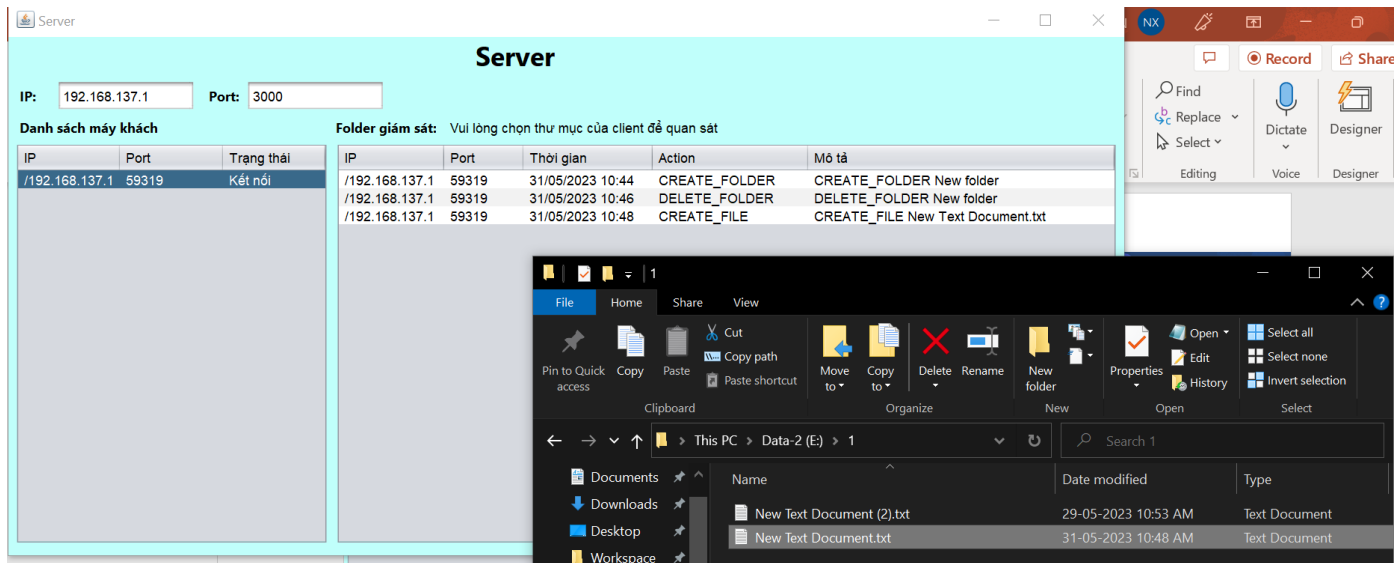 Server
Server
IP: 192.168.137.1 Port: 3000
Danh sách máy khách
IP Port Trạng thái
/192.168.137.1 59319 Kết nối
Folder giám sát: Vui lòng chọn thư mục của client để quan sát
IP Port Thời gian Action Mô tả
/192.168.137.1 59319 31/05/2023 10:44 CREATE_FOLDER CREATE_FOLDER New folder
/192.168.137.1 59319 31/05/2023 10:46 DELETE_FOLDER DELETE_FOLDER New folder
/192.168.137.1 59319 31/05/2023 10:48 CREATE_FILE CREATE_FILE New Text Document.txt
NX
Record Share
Find
Replace
Select
Editing
Dictate
Voice
Designer
Designer
1
File Home Share View
Pin to Quick access
Copy
Paste
Cut
Copy path
Paste shortcut
Clipboard
Move to
Copy to
Delete
Rename
Organize
New folder
New
Properties
Open
Edit
History
Open
Select all
Select none
Invert selection
Select
This PC > Data-2 (E:) > 1
Search 1
Documents
Downloads
Desktop
Workspace
Name Date modified Type
New Text Document (2).txt 29-05-2023 10:53 AM Text Document
New Text Document.txt 31-05-2023 10:48 AM Text Document